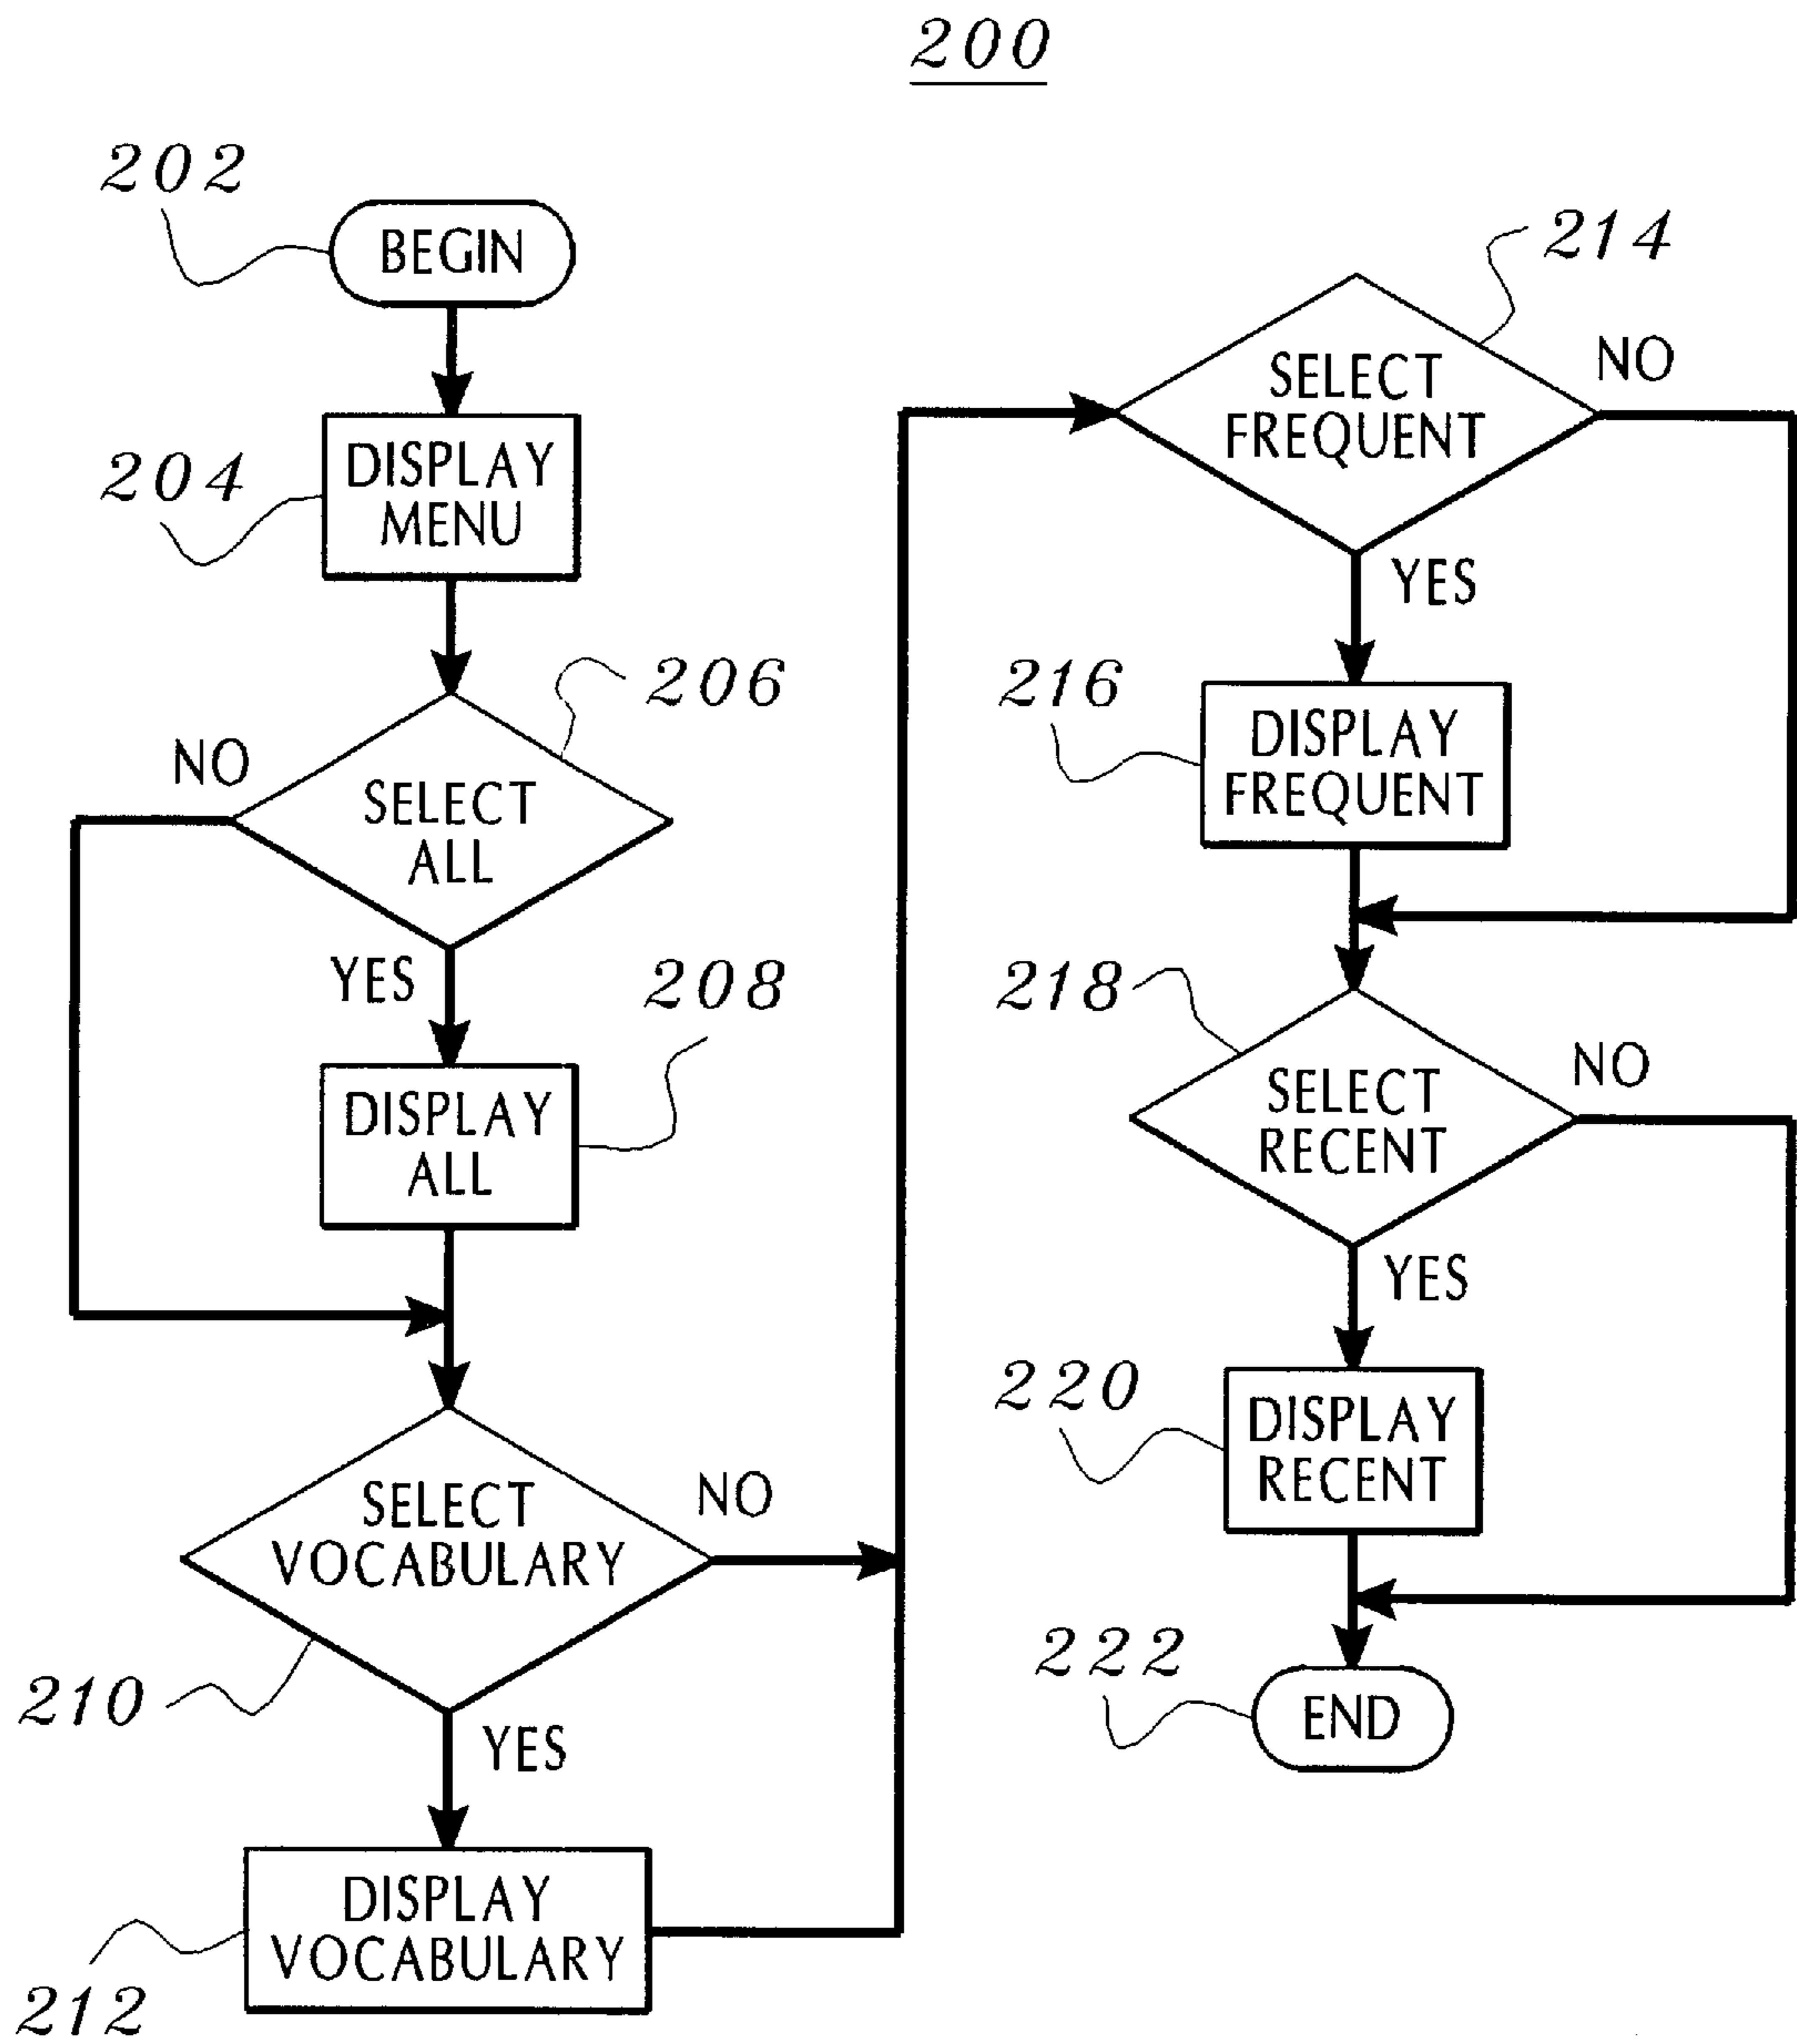 200
202
BEGIN
204
DISPLAY
MENU
206
NO
SELECT
ALL
YES
208
DISPLAY
ALL
SELECT
VOCABULARY
NO
210
YES
DISPLAY
VOCABULARY
212
214
SELECT
FREQUENT
NO
YES
216
DISPLAY
FREQUENT
218
SELECT
RECENT
NO
YES
220
DISPLAY
RECENT
222
END